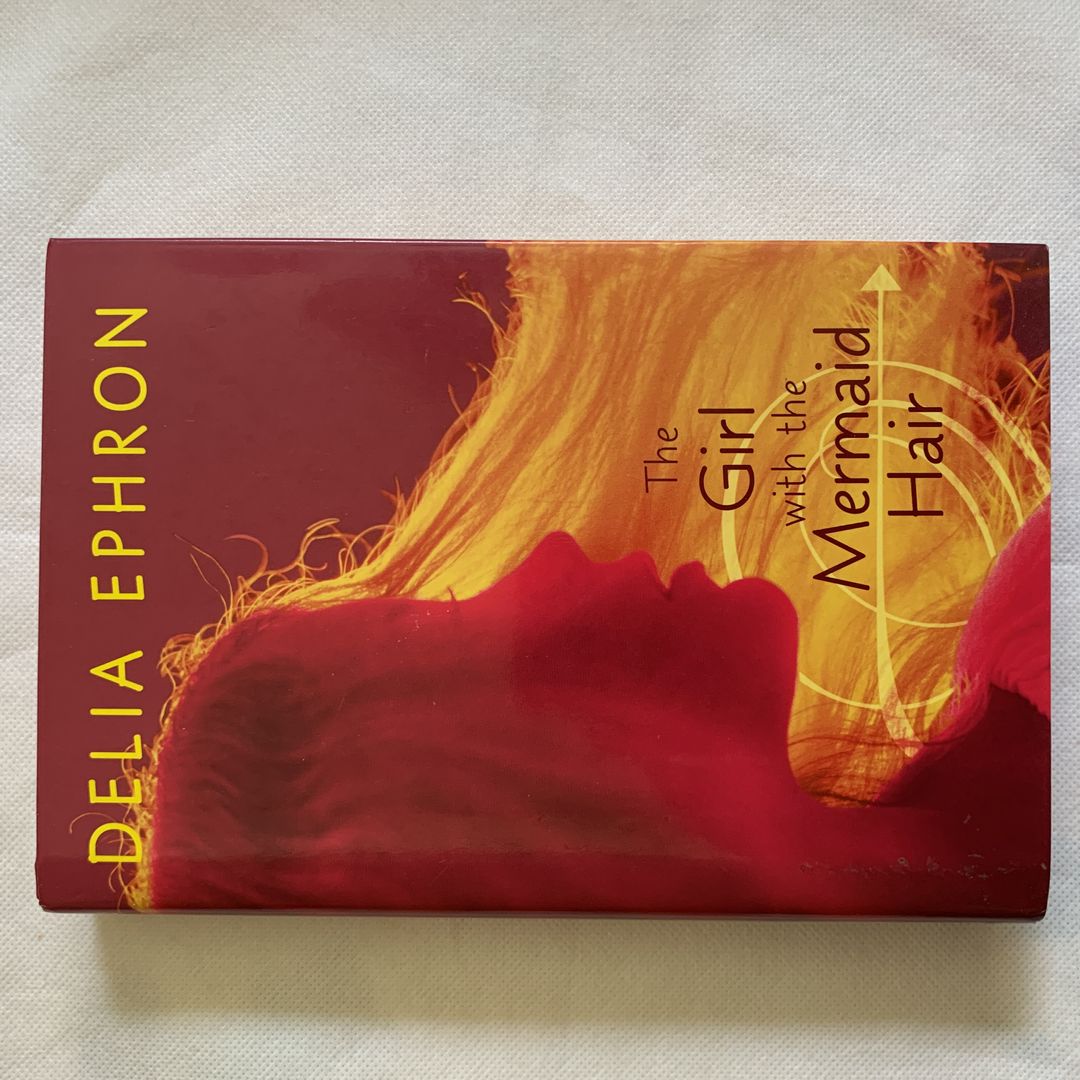 DELIA EPHRON
The
Girl
with the
Mermaid
Hair